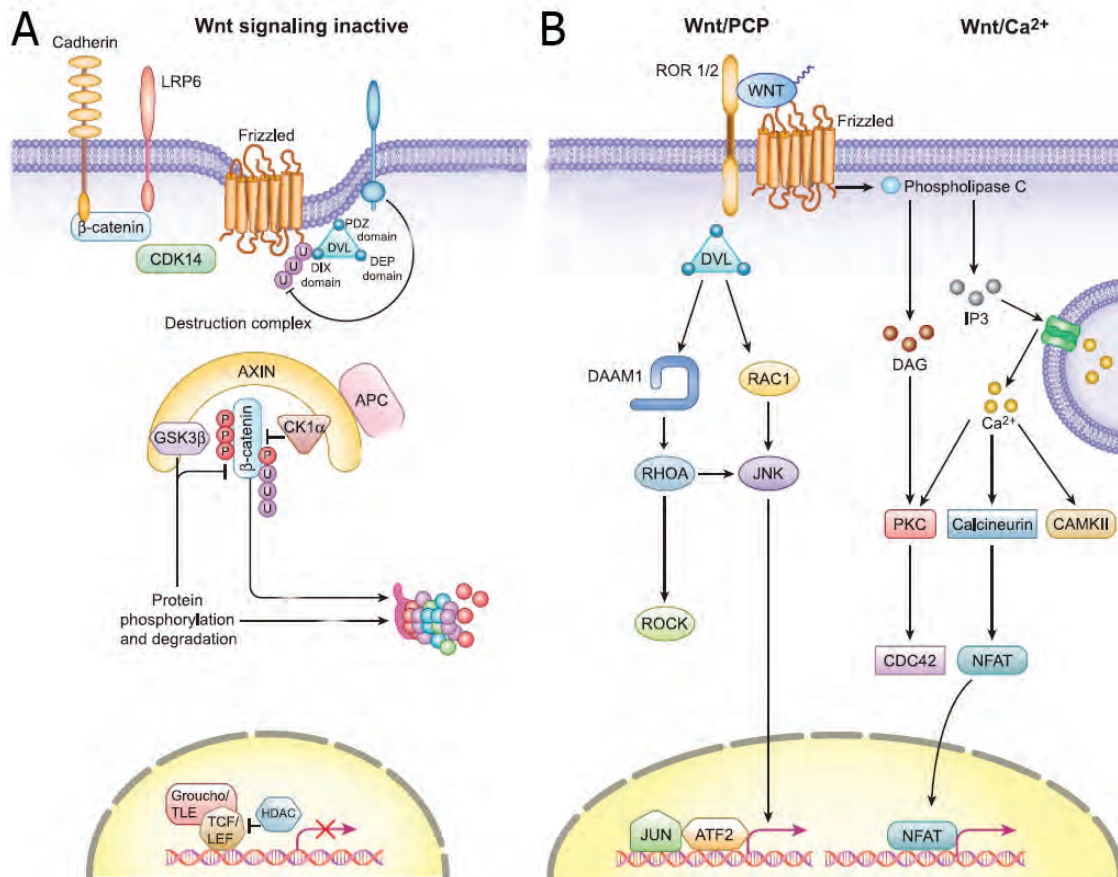 A
Wnt signaling inactive
Cadherin
LRP6
Frizzled
β-catenin
CDK14
PDZ
domain
DVL
DEP
domain
DIX
domain
U
U
U
Destruction complex
AXIN
APC
GSK3β
P
P
P
β-catenin
CK1α
P
U
U
U
Protein
phosphorylation
and degradation
Groucho/
TLE
TCF/
LEF
HDAC
B
Wnt/PCP
Wnt/Ca²⁺
ROR 1/2
WNT
Frizzled
Phospholipase C
DVL
IP3
DAAM1
RAC1
DAG
Ca²⁺
RHOA
JNK
PKC
Calcineurin
CAMKII
ROCK
CDC42
NFAT
JUN
ATF2
NFAT